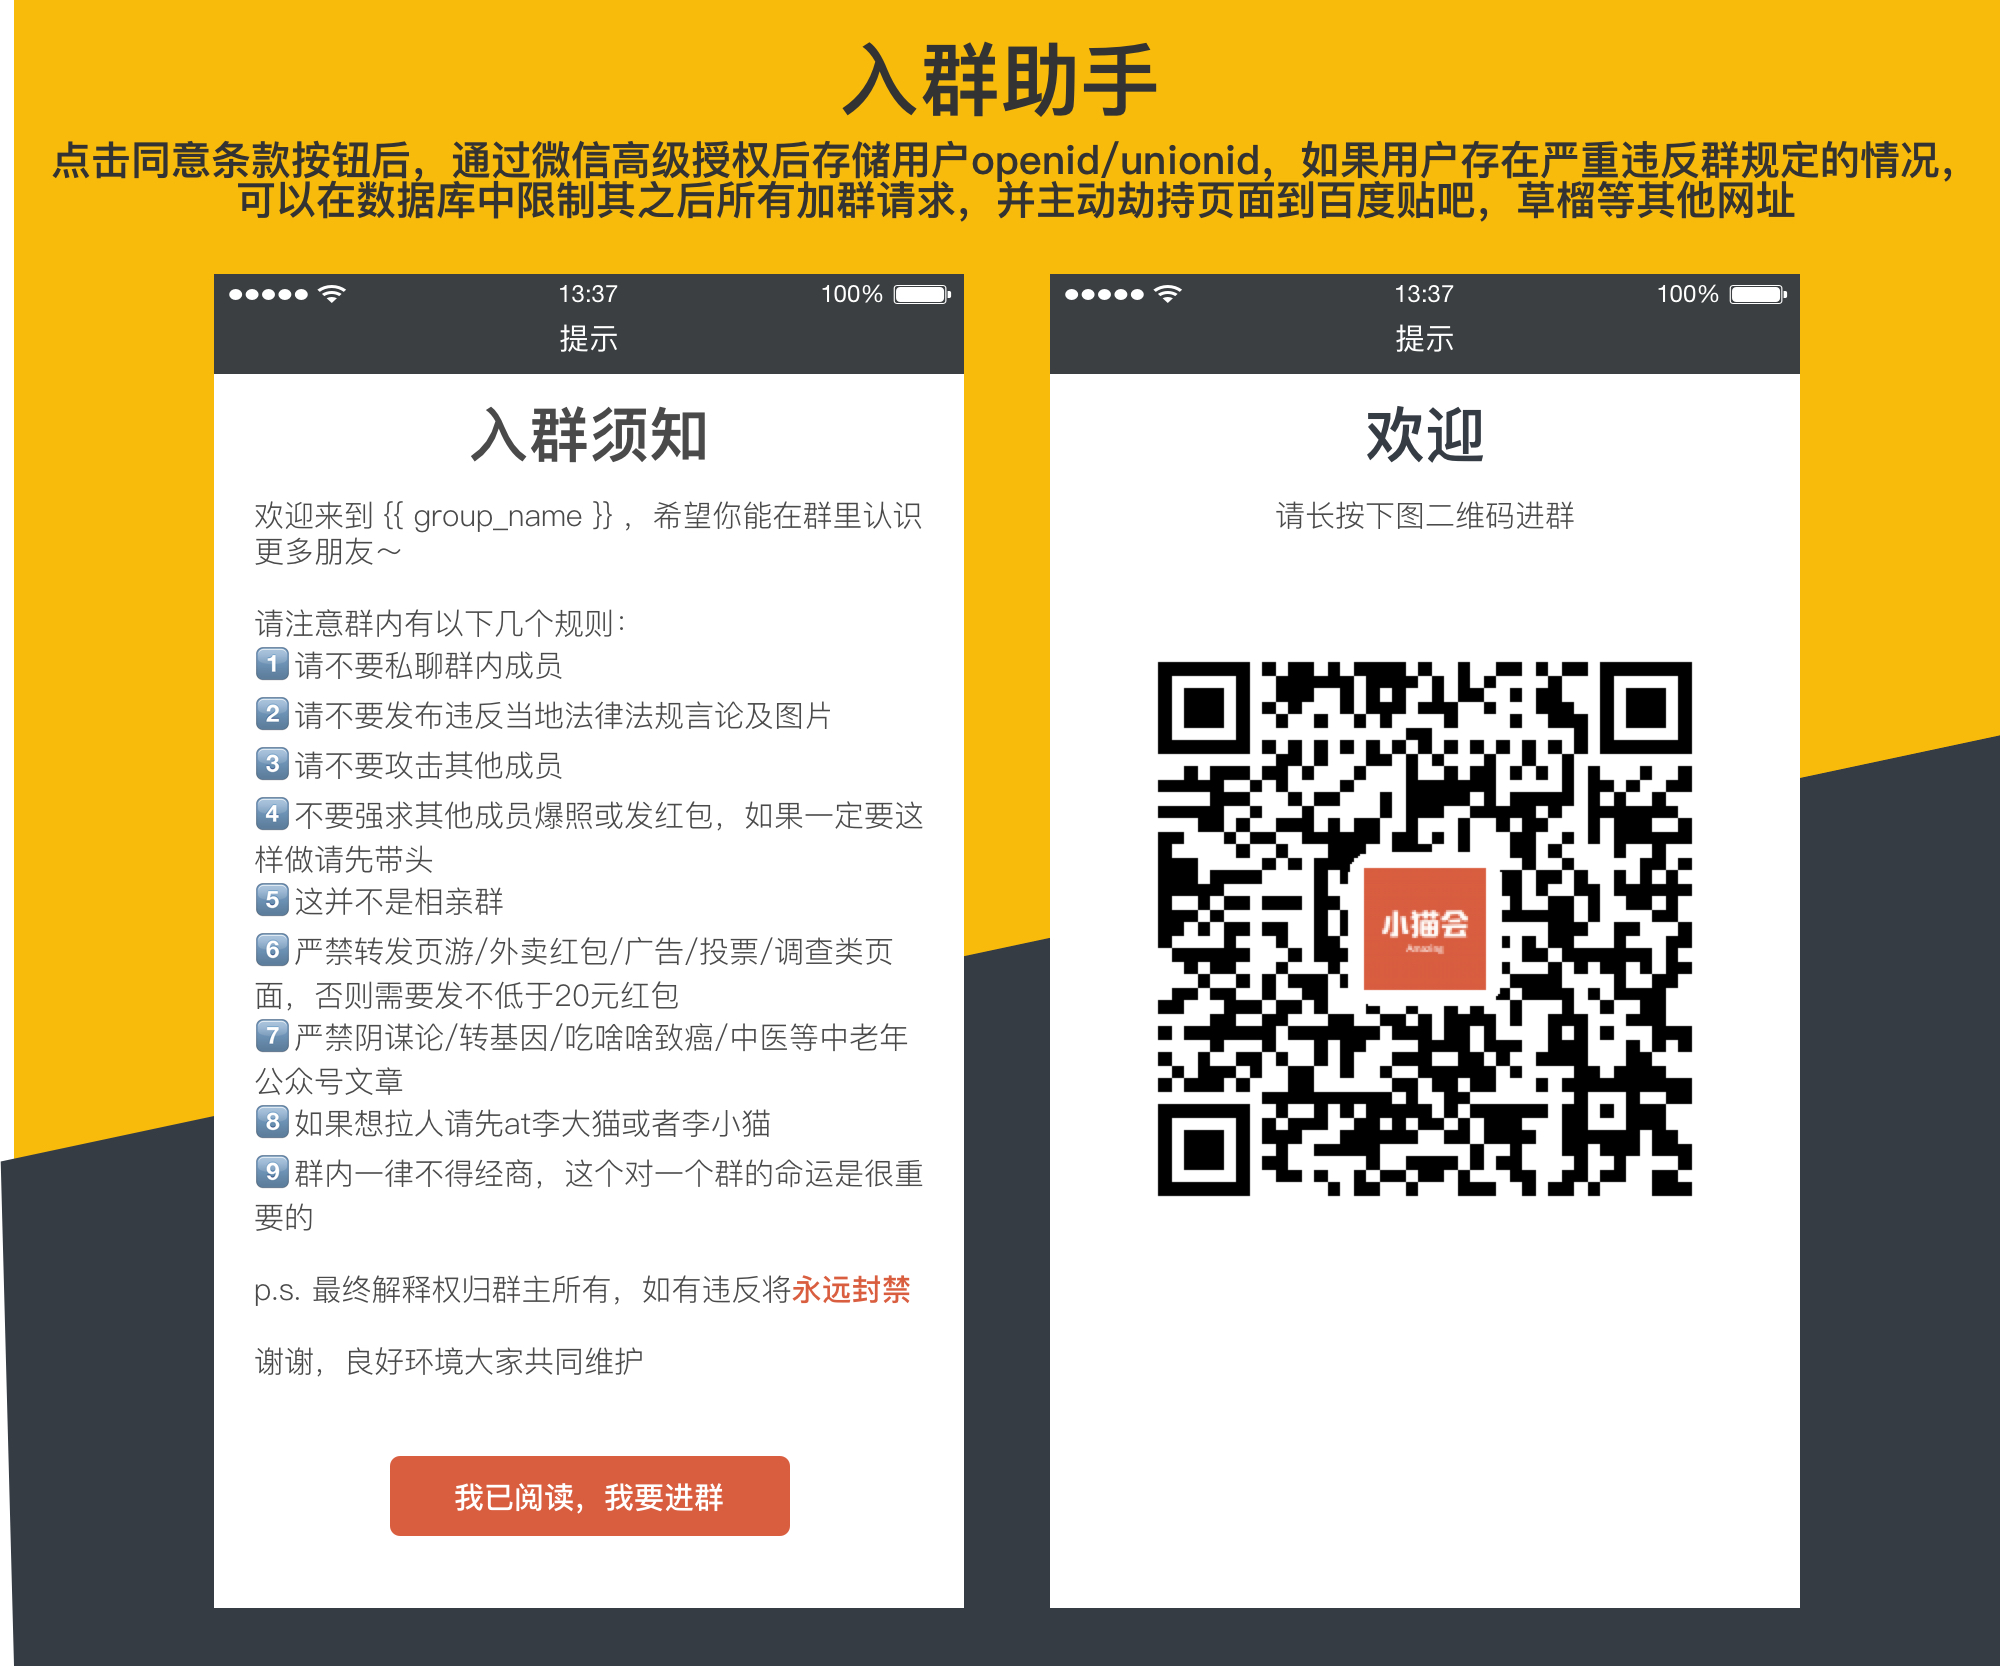 入群助手
点击同意条款按钮后，通过微信高级授权后存储用户openid/unionid，如果用户存在严重违反群规定的情况，
可以在数据库中限制其之后所有加群请求，并主动劫持页面到百度贴吧，草榴等其他网址
13:37
100%
提示
入群须知
欢迎来到 {{ group_name }} ，希望你能在群里认识
更多朋友～
请注意群内有以下几个规则：
1 请不要私聊群内成员
2 请不要发布违反当地法律法规言论及图片
3 请不要攻击其他成员
4 不要强求其他成员爆照或发红包，如果一定要这
样做请先带头
5 这并不是相亲群
6 严禁转发页游/外卖红包/广告/投票/调查类页
面，否则需要发不低于20元红包
7 严禁阴谋论/转基因/吃啥啥致癌/中医等中老年
公众号文章
8 如果想拉人请先at李大猫或者李小猫
9 群内一律不得经商，这个对一个群的命运是很重
要的
p.s. 最终解释权归群主所有，如有违反将永远封禁
谢谢，良好环境大家共同维护
我已阅读，我要进群
13:37
100%
提示
欢迎
请长按下图二维码进群
小猫会
Amazing